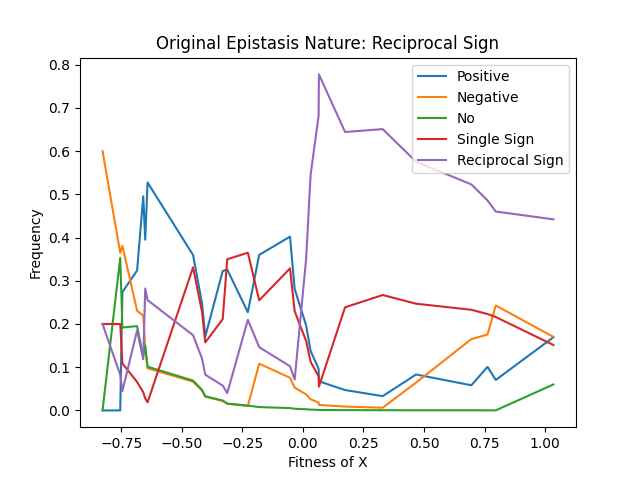 Original Epistasis Nature: Reciprocal Sign
Positive
Negative
No
Single Sign
Reciprocal Sign
Frequency
0.8
0.7
0.6
0.5
0.4
0.3
0.2
0.1
0.0
−0.75 −0.50 −0.25 0.00 0.25 0.50 0.75 1.00
Fitness of X